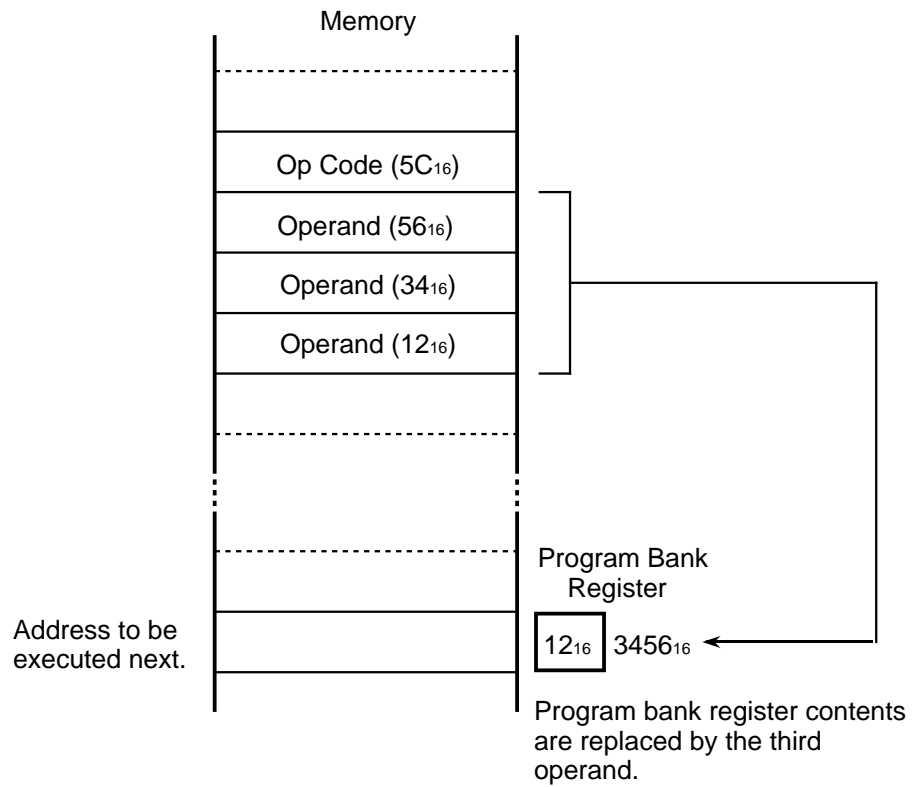 Memory
Op Code (5C₁₆)
Operand (56₁₆)
Operand (34₁₆)
Operand (12₁₆)
Program Bank
Register
Address to be
executed next.
12₁₆ 3456₁₆
Program bank register contents
are replaced by the third
operand.